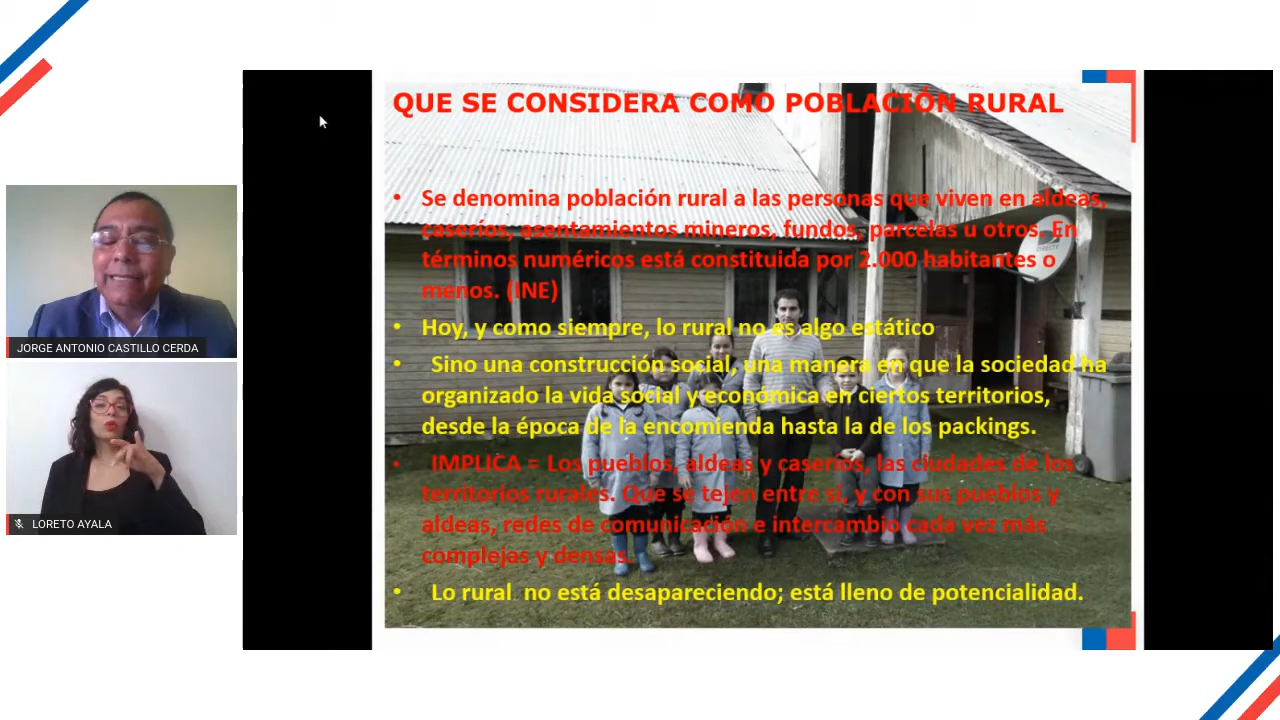 QUE SE CONSIDERA COMO POBLACIÓN RURAL
• Se denomina población rural a las personas que viven en aldeas,
caseríos, asentamientos mineros, fundos, parcelas u otros. En
términos numéricos está constituida por 2.000 habitantes o
menos. (INE)
• Hoy, y como siempre, lo rural no es algo estático
• Sino una construcción social, una manera en que la sociedad ha
organizado la vida social y económica en ciertos territorios,
desde la época de la encomienda hasta la de los packings.
• IMPLICA = Los pueblos, aldeas y caseríos, las ciudades de los
territorios rurales. Que se tejen entre sí, y con sus pueblos y
aldeas, redes de comunicación e intercambio cada vez más
complejas y densas.
• Lo rural no está desapareciendo; está lleno de potencialidad.
JORGE ANTONIO CASTILLO CERDA
LORETO AYALA